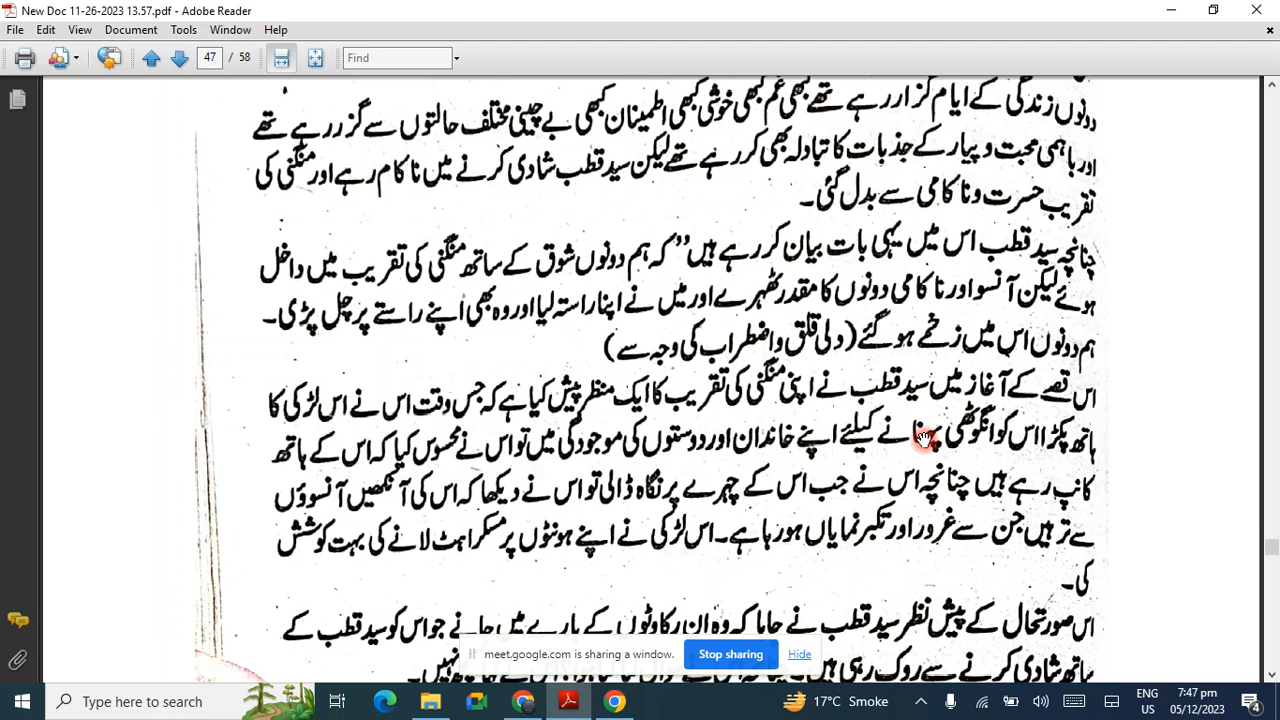 New Doc 11-26-2023 13.57.pdf - Adobe Reader
File Edit View Document Tools Window Help
47 / 58 Find
دونوں زندگی کے ایام گزار رہے تھے کبھی غم کبھی خوشی کبھی اطمینان کبھی بے چینی مختلف حالتوں سے گزر رہے تھے
اور باہمی محبت و پیار کے جذبات کا تبادلہ بھی کر رہے تھے لیکن سید قطب شادی کرنے میں ناکام رہے اور منگنی کی
تقریب حسرت و ناکامی سے بدل گئی۔
چنانچہ سید قطب اس میں یہی بات بیان کر رہے ہیں ”کہ ہم دونوں شوق کے ساتھ منگنی کی تقریب میں داخل
ہوئے لیکن آنسو اور ناکامی دونوں کا مقدر ٹھہرے اور میں نے اپنا راستہ لیا اور وہ بھی اپنے راستے پر چل پڑی۔
ہم دونوں اس میں زخمے ہو گئے (دلی قلق و اضطراب کی وجہ سے)
اس قصے کے آغاز میں سید قطب نے اپنی منگنی کی تقریب کا ایک منظر پیش کیا ہے کہ جس وقت اس نے اس لڑکی کا
ہاتھ پکڑا اس کو انگوٹھی پہنانے کیلئے اپنے خاندان اور دوستوں کی موجودگی میں تو اس نے محسوس کیا کہ اس کے ہاتھ
کانپ رہے ہیں چنانچہ اس نے جب اس کے چہرے پر نگاہ ڈالی تو اس نے دیکھا کہ اس کی آنکھیں آنسوؤں
سے تر ہیں جن سے غرور اور تکبر نمایاں ہو رہا ہے۔ اس لڑکی نے اپنے ہونٹوں پر مسکراہٹ لانے کی بہت کوشش
کی۔
اس صورتحال کے پیش نظر سید قطب نے چاہا کہ وہ ان رکاوٹوں کے بارے میں جانے جو اس کو سید قطب کے
ساتھ شادی کرنے سے روک رہی ہیں۔ نہیں۔
meet.google.com is sharing a window. Stop sharing Hide
Type here to search 17°C Smoke ENG US 7:47 pm 05/12/2023 4